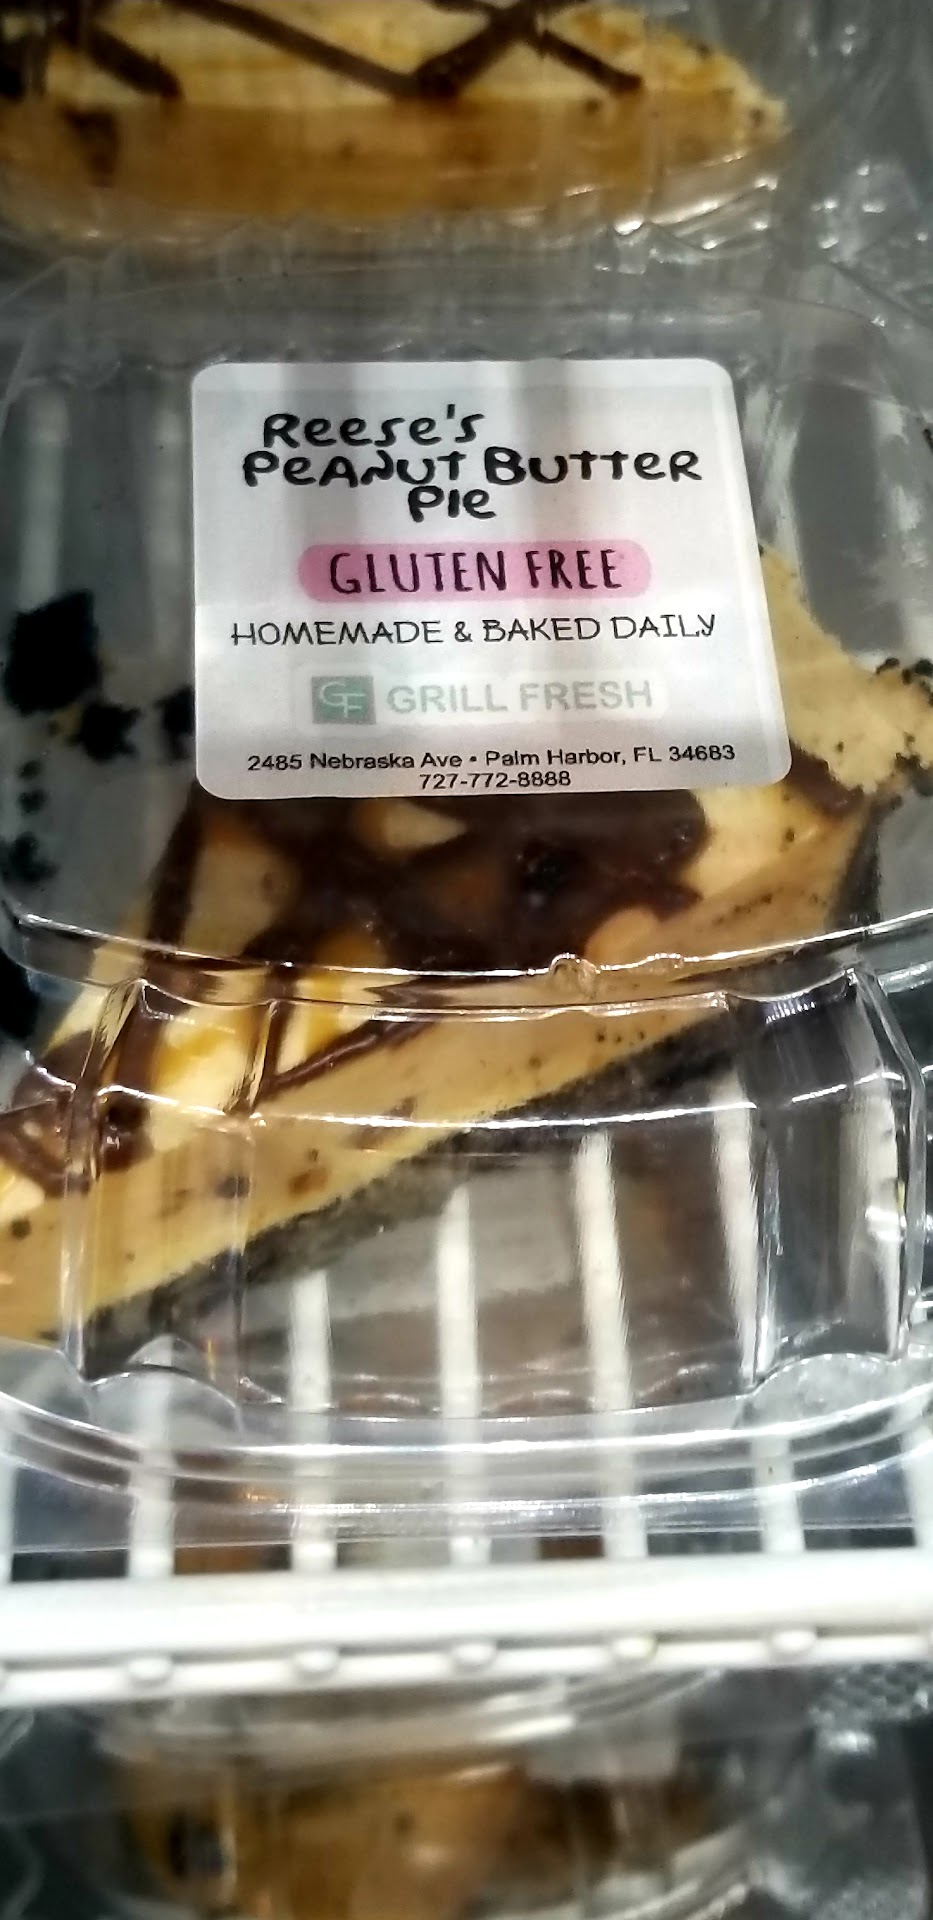 Reese's
Peanut Butter
Pie
GLUTEN FREE
HOMEMADE & BAKED DAILY
GF GRILL FRESH
2485 Nebraska Ave • Palm Harbor, FL 34683
727-772-8888